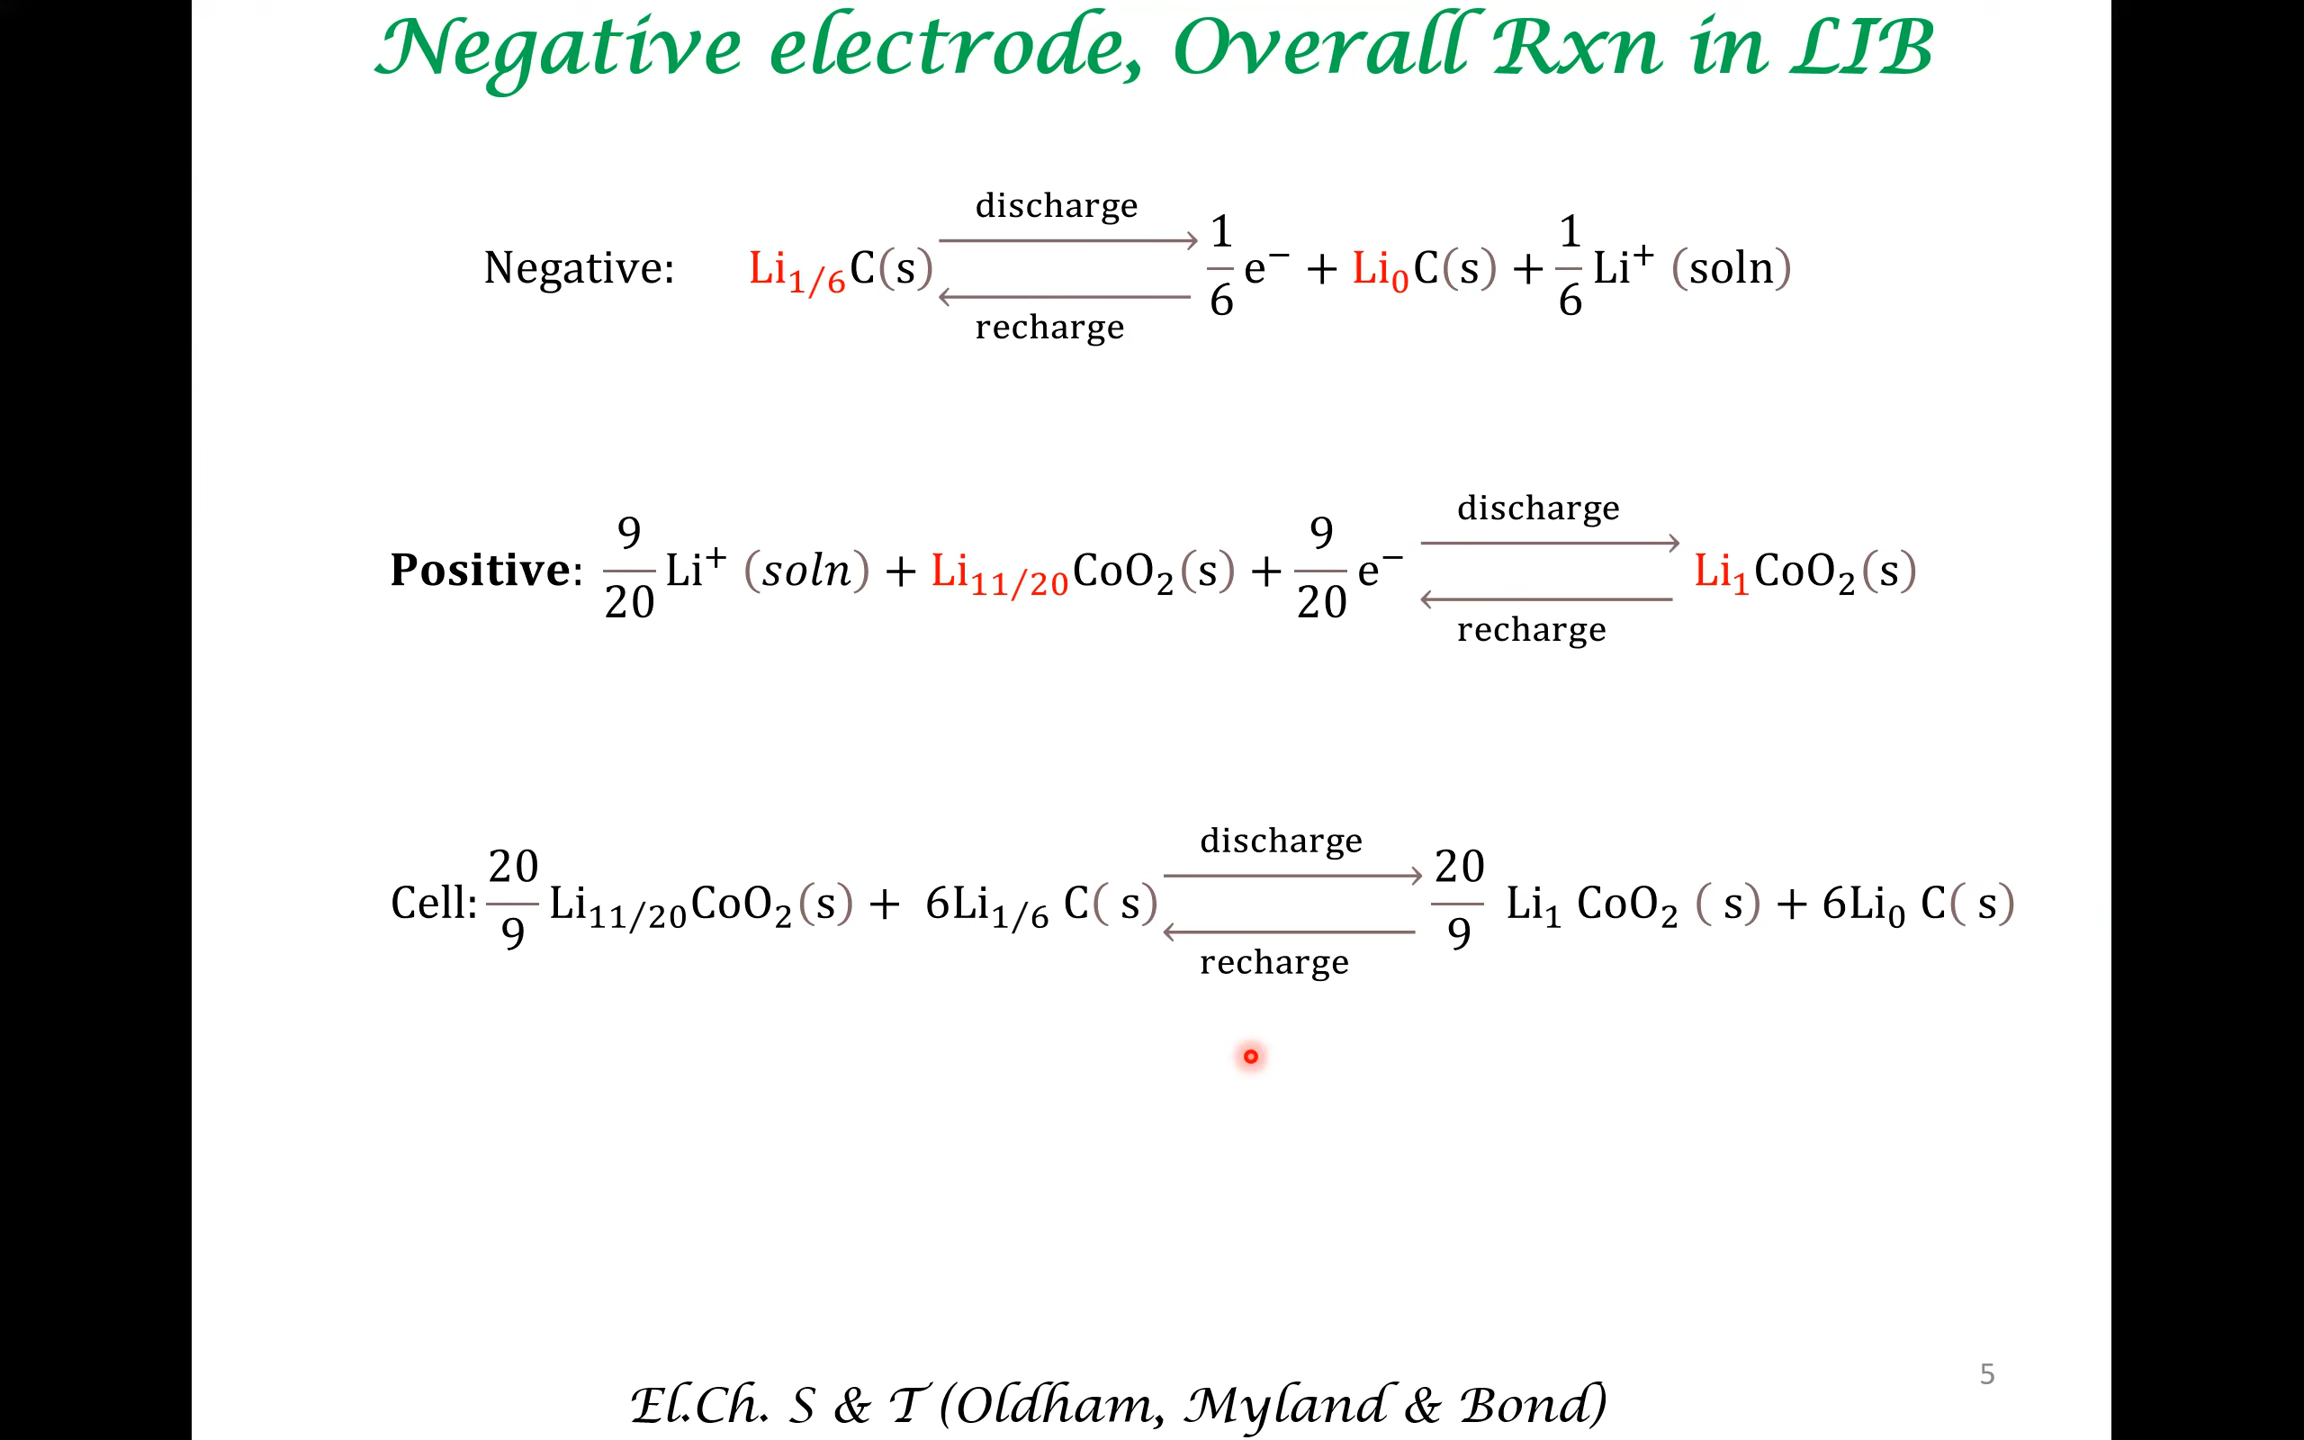 Negative electrode, Overall Rxn in LIB
discharge
Negative: Li₁/₆C(s) 1/6 e⁻ + Li₀C(s) + 1/6 Li⁺ (soln)
recharge
discharge
Positive: 9/20 Li⁺ (soln) + Li₁₁/₂₀CoO₂(s) + 9/20 e⁻ Li₁CoO₂(s)
recharge
discharge
Cell: 20/9 Li₁₁/₂₀CoO₂(s) + 6Li₁/₆ C( s) 20/9 Li₁ CoO₂ ( s) + 6Li₀ C( s)
recharge
5
El.Ch. S & T (Oldham, Myland & Bond)